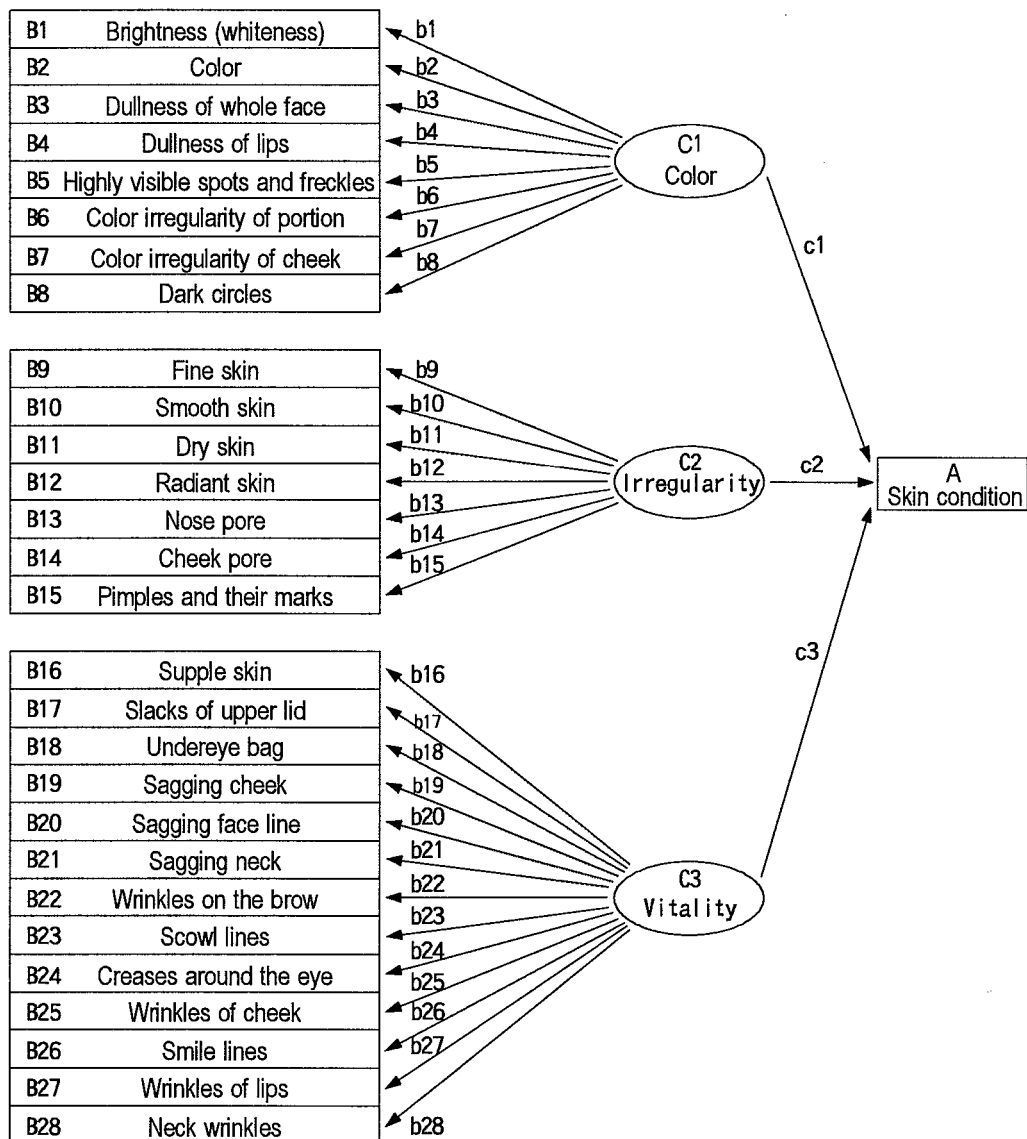 B1 Brightness (whiteness) b1
B2 Color b2
B3 Dullness of whole face b3
B4 Dullness of lips b4
B5 Highly visible spots and freckles b5
B6 Color irregularity of portion b6
B7 Color irregularity of cheek b7
B8 Dark circles b8
C1
Color
c1
B9 Fine skin b9
B10 Smooth skin b10
B11 Dry skin b11
B12 Radiant skin b12
B13 Nose pore b13
B14 Cheek pore b14
B15 Pimples and their marks b15
C2
Irregularity
c2
A
Skin condition
c3
B16 Supple skin b16
B17 Slacks of upper lid b17
B18 Undereye bag b18
B19 Sagging cheek b19
B20 Sagging face line b20
B21 Sagging neck b21
B22 Wrinkles on the brow b22
B23 Scowl lines b23
B24 Creases around the eye b24
B25 Wrinkles of cheek b25
B26 Smile lines b26
B27 Wrinkles of lips b27
B28 Neck wrinkles b28
C3
Vitality